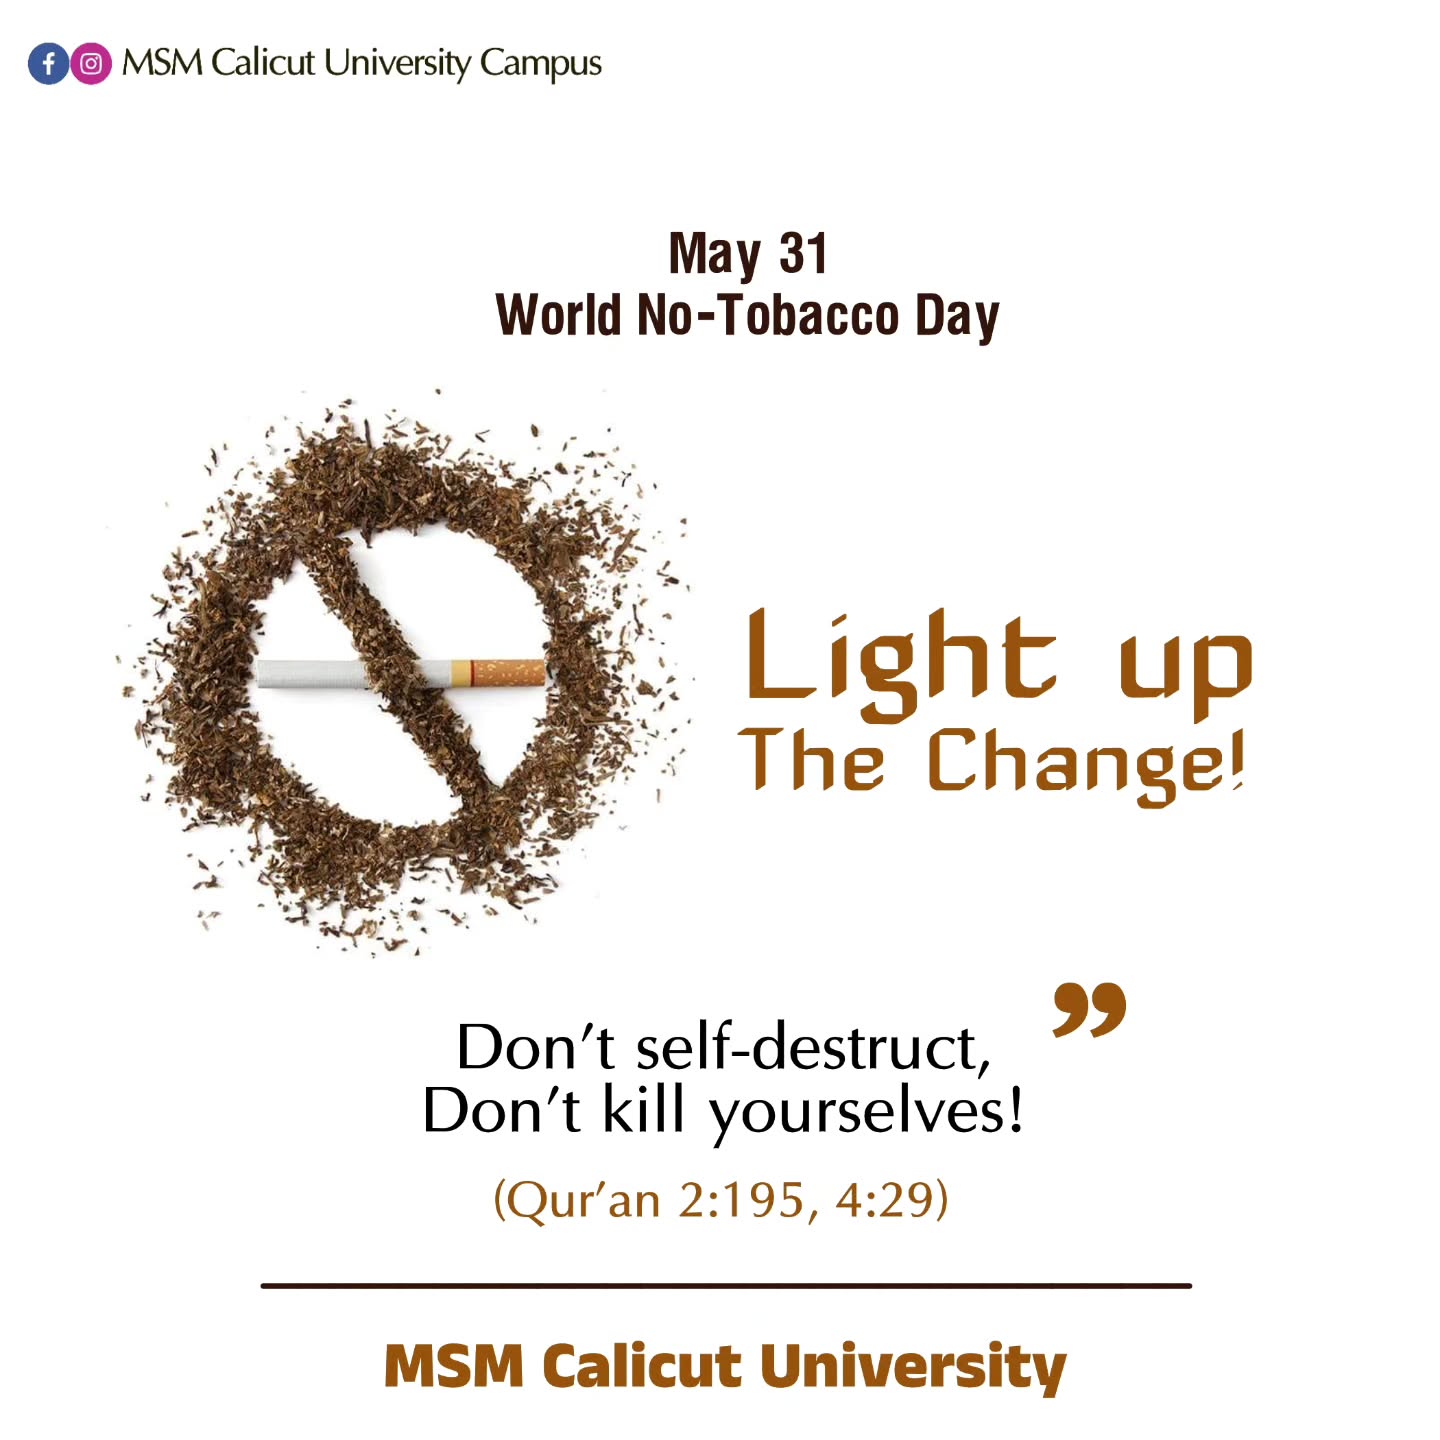 MSM Calicut University Campus
May 31
World No-Tobacco Day
Light up
The Change!
”
Don’t self-destruct,
Don’t kill yourselves!
(Qur’an 2:195, 4:29)
MSM Calicut University